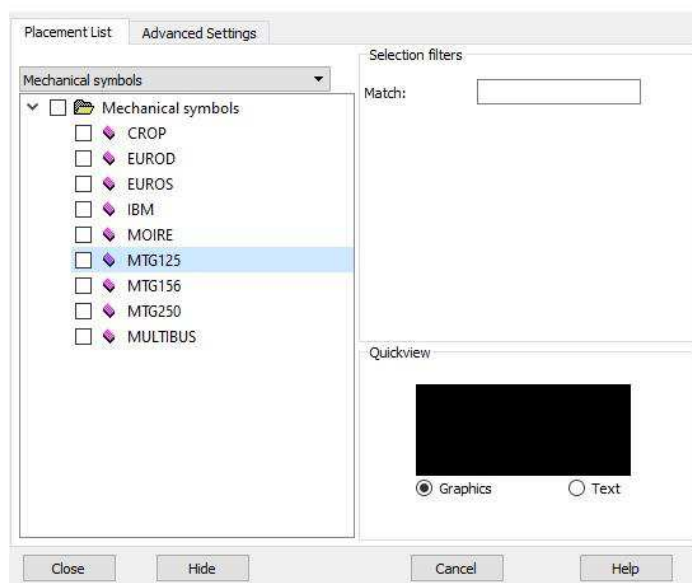 Placement List
Advanced Settings
Mechanical symbols
Mechanical symbols
CROP
EUROD
EUROS
IBM
MOIRE
MTG125
MTG156
MTG250
MULTIBUS
Selection filters
Match:
Quickview
Graphics
Text
Close
Hide
Cancel
Help